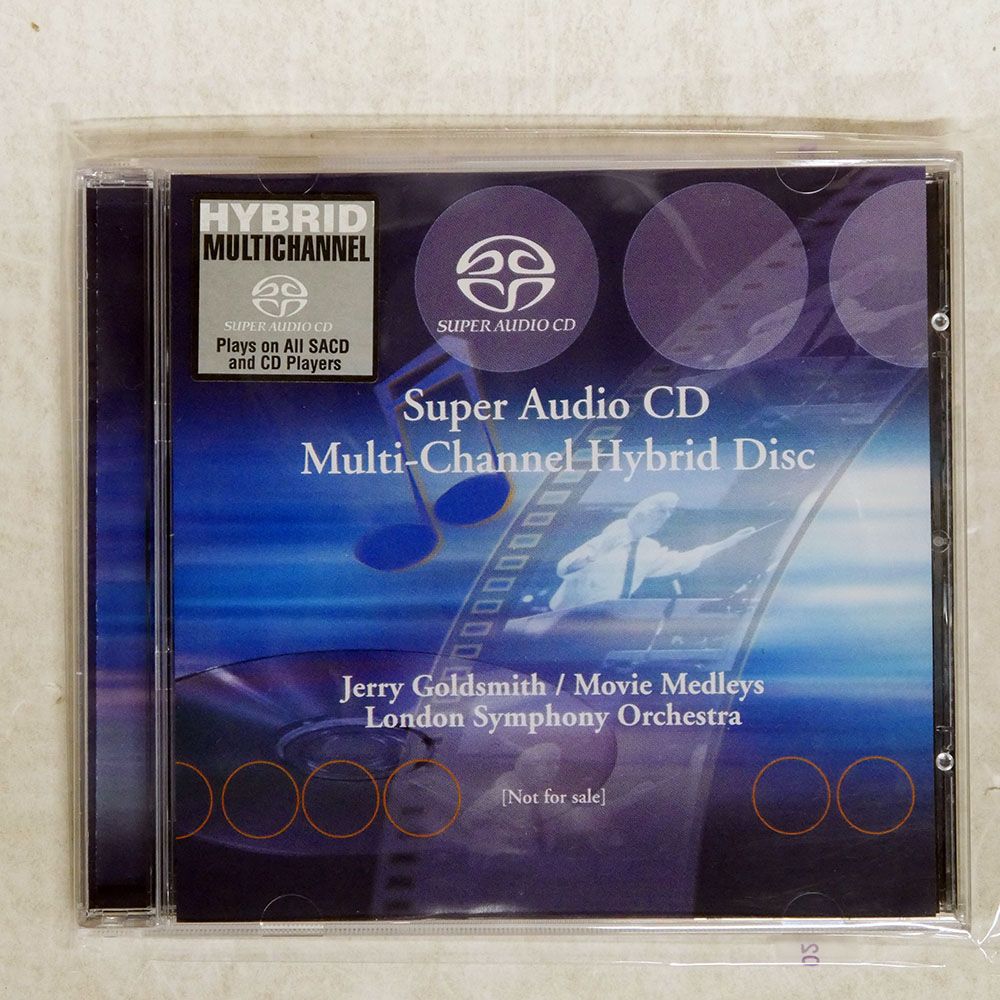 HYBRID
MULTICHANNEL
SUPER AUDIO CD
Plays on All SACD
and CD Players
SUPER AUDIO CD
Super Audio CD
Multi-Channel Hybrid Disc
Jerry Goldsmith / Movie Medleys
London Symphony Orchestra
[Not for sale]